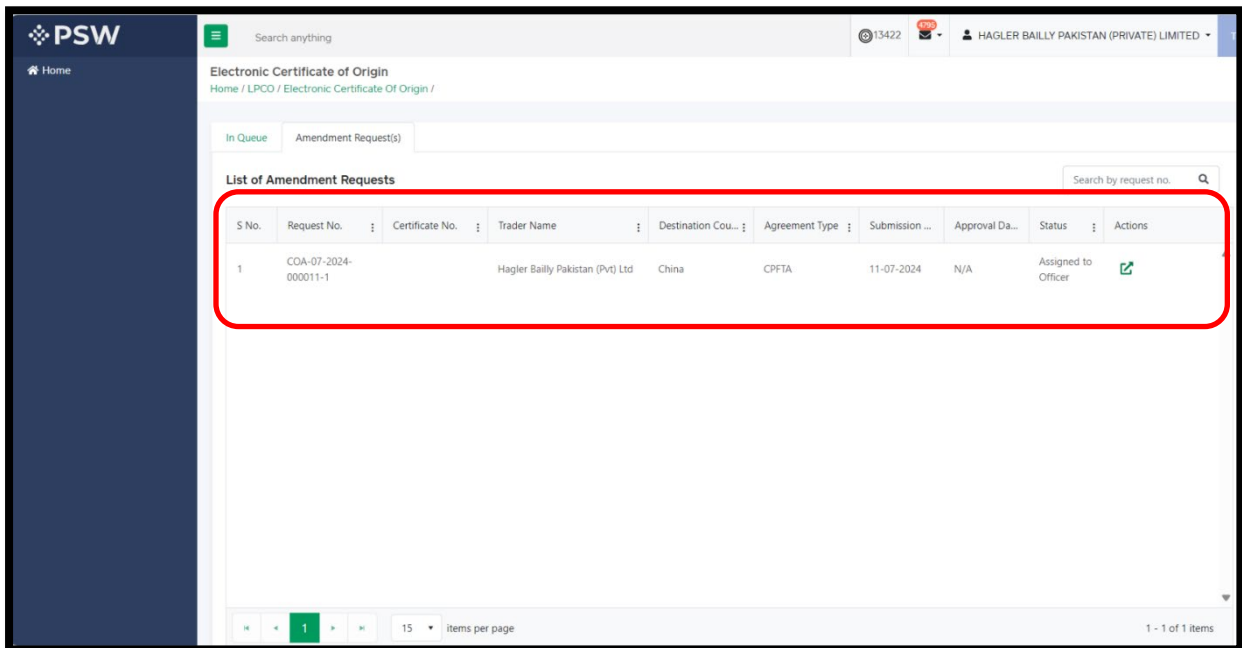 PSW
Search anything
13422
4795
HAGLER BAILLY PAKISTAN (PRIVATE) LIMITED
Home
Electronic Certificate of Origin
Home / LPCO / Electronic Certificate Of Origin /
In Queue
Amendment Request(s)
List of Amendment Requests
Search by request no.
S No. Request No. Certificate No. Trader Name Destination Cou... Agreement Type Submission ... Approval Da... Status Actions
1 COA-07-2024-000011-1 Hagler Bailly Pakistan (Pvt) Ltd China CPFTA 11-07-2024 N/A Assigned to Officer
1 15 items per page 1 - 1 of 1 items